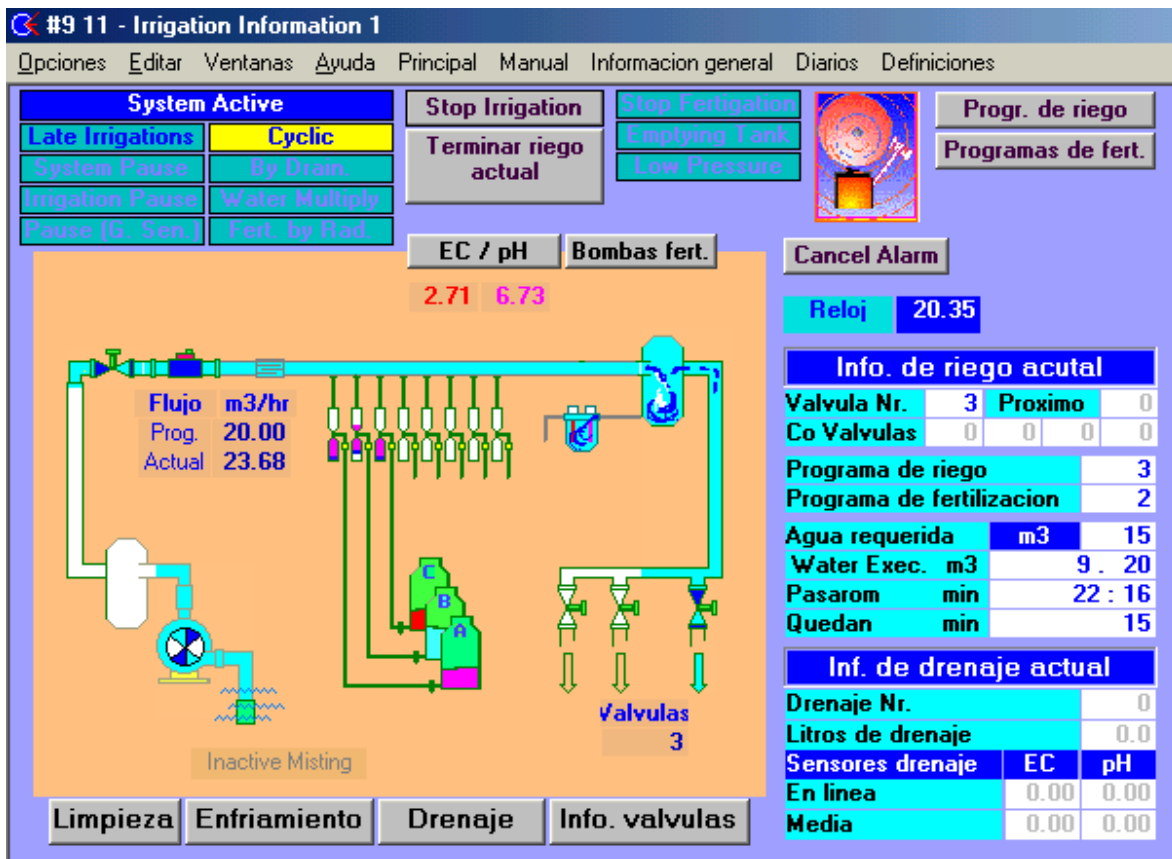 #9 11 - Irrigation Information 1
Opciones Editar Ventanas Ayuda Principal Manual Informacion general Diarios Definiciones
System Active
Late Irrigations Cyclic
System Pause By Drain.
Irrigation Pause Water Multiply
Pause (G. Sen.) Fert. by Rad.
Stop Irrigation
Terminar riego
actual
Stop Fertigation
Emptying Tank
Low Pressure
Progr. de riego
Programas de fert.
EC / pH Bombas fert.
Cancel Alarm
2.71 6.73
Reloj 20.35
Flujo m3/hr
Prog. 20.00
Actual 23.68
C
B
A
Valvulas
3
Inactive Misting
Info. de riego acutal
Valvula Nr. 3 Proximo 0
Co Valvulas 0 0 0 0
Programa de riego 3
Programa de fertilizacion 2
Agua requerida m3 15
Water Exec. m3 9 . 20
Pasarom min 22 : 16
Quedan min 15
Inf. de drenaje actual
Drenaje Nr. 0
Litros de drenaje 0.0
Sensores drenaje EC pH
En linea 0.00 0.00
Media 0.00 0.00
Limpieza Enfriamiento Drenaje Info. valvulas